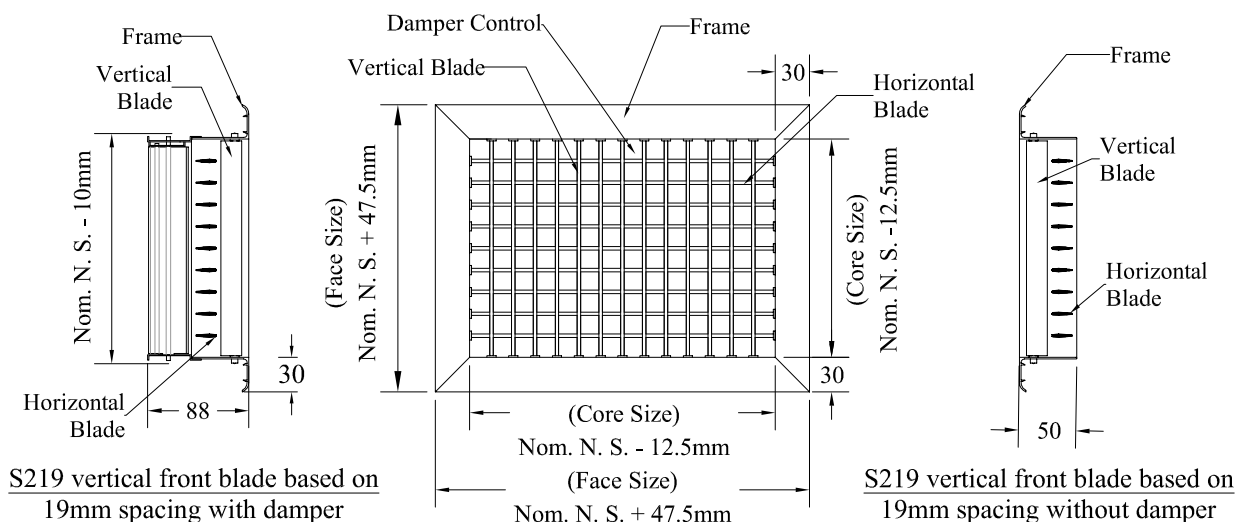 Frame
Vertical
Blade
Nom. N. S. - 10mm
30
Horizontal
Blade
88
S219 vertical front blade based on
19mm spacing with damper
Damper Control
Frame
Vertical Blade
30
Horizontal
Blade
(Face Size)
Nom. N. S. + 47.5mm
(Core Size)
Nom. N. S. -12.5mm
30
(Core Size)
Nom. N. S. - 12.5mm
(Face Size)
Nom. N. S. + 47.5mm
Frame
Vertical
Blade
Horizontal
Blade
50
S219 vertical front blade based on
19mm spacing without damper